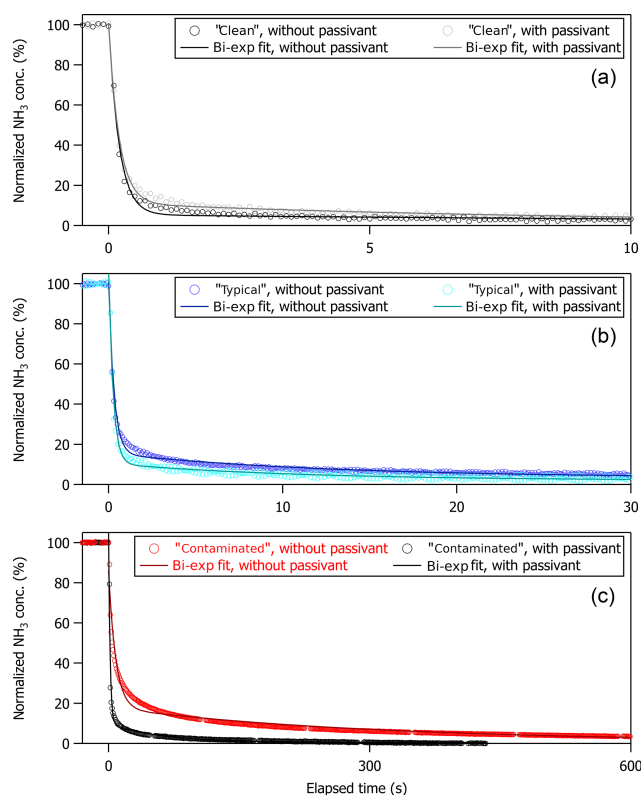 100
80
60
40
20
0
Normalized NH3 conc. (%)
"Clean", without passivant
"Clean", with passivant
Bi-exp fit, without passivant
Bi-exp fit, with passivant
(a)
0
5
10
100
80
60
40
20
0
Normalized NH3 conc. (%)
"Typical", without passivant
"Typical", with passivant
Bi-exp fit, without passivant
Bi-exp fit, with passivant
(b)
0
10
20
30
100
80
60
40
20
0
Normalized NH3 conc. (%)
"Contaminated", without passivant
"Contaminated", with passivant
Bi-exp fit, without passivant
Bi-exp fit, with passivant
(c)
0
300
600
Elapsed time (s)